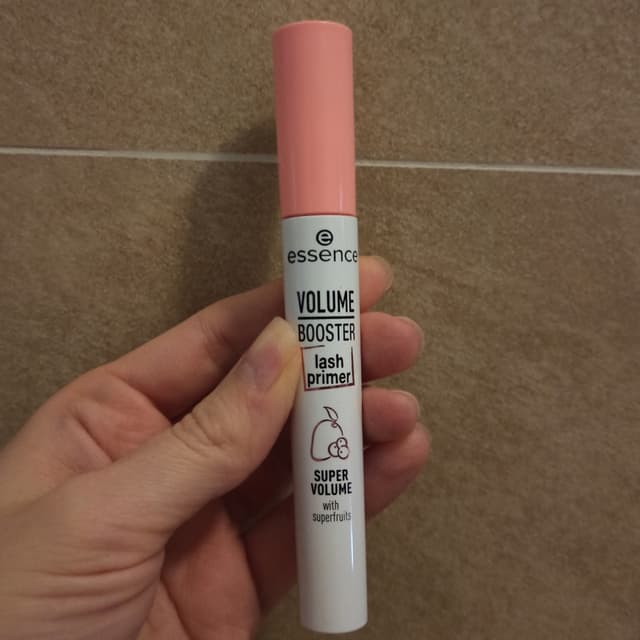 essence
VOLUME
BOOSTER
lash
primer
SUPER
VOLUME
with
superfruits